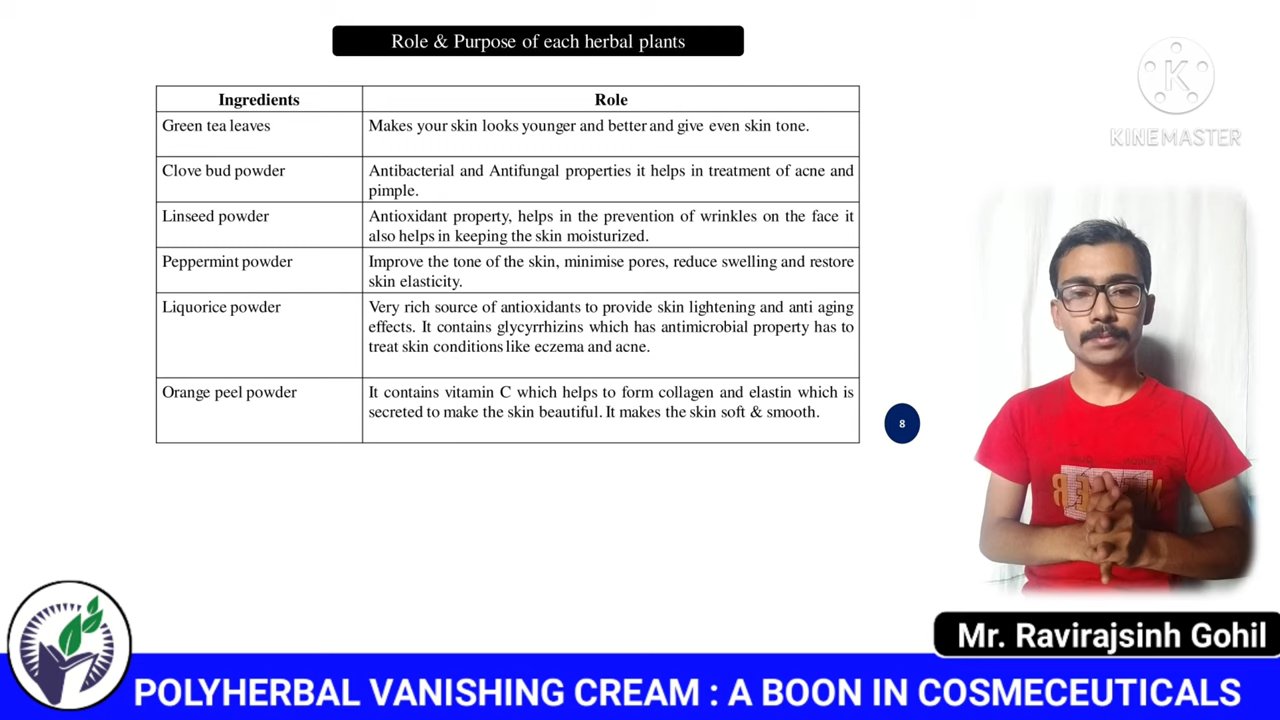 Role & Purpose of each herbal plants
K
KINEMASTER
Ingredients
Role
Green tea leaves
Makes your skin looks younger and better and give even skin tone.
Clove bud powder
Antibacterial and Antifungal properties it helps in treatment of acne and
pimple.
Linseed powder
Antioxidant property, helps in the prevention of wrinkles on the face it
also helps in keeping the skin moisturized.
Peppermint powder
Improve the tone of the skin, minimise pores, reduce swelling and restore
skin elasticity.
Liquorice powder
Very rich source of antioxidants to provide skin lightening and anti aging
effects. It contains glycyrrhizins which has antimicrobial property has to
treat skin conditions like eczema and acne.
Orange peel powder
It contains vitamin C which helps to form collagen and elastin which is
secreted to make the skin beautiful. It makes the skin soft & smooth.
8
Mr. Ravirajsinh Gohil
POLYHERBAL VANISHING CREAM : A BOON IN COSMECEUTICALS